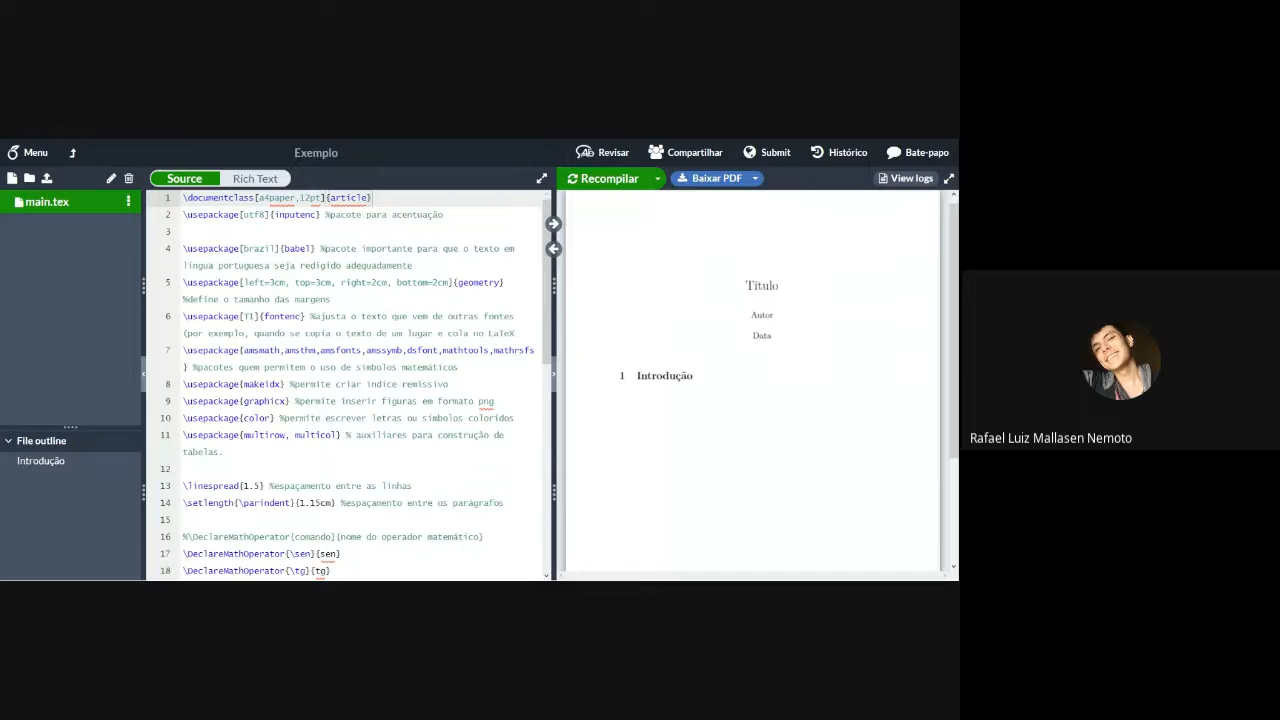 Menu
Exemplo
Revisar
Compartilhar
Submit
Histórico
Bate-papo
Source
Rich Text
Recompilar
Baixar PDF
View logs
main.tex
1 \documentclass[a4paper,12pt]{article}
2 \usepackage[utf8]{inputenc} %pacote para acentuação
3
4 \usepackage[brazil]{babel} %pacote importante para que o texto em
língua portuguesa seja redigido adequadamente
5 \usepackage[left=3cm, top=3cm, right=2cm, bottom=2cm]{geometry}
%define o tamanho das margens
6 \usepackage[T1]{fontenc} %ajusta o texto que vem de outras fontes
(por exemplo, quando se copia o texto de um lugar e cola no LaTeX
7 \usepackage{amsmath,amsthm,amsfonts,amssymb,dsfont,mathtools,mathrsfs
} %pacotes quem permitem o uso de símbolos matemáticos
8 \usepackage{makeidx} %permite criar índice remissivo
9 \usepackage{graphicx} %permite inserir figuras em formato png
10 \usepackage{color} %permite escrever letras ou símbolos coloridos
11 \usepackage{multirow, multicol} % auxiliares para construção de
tabelas.
12
13 \linespread{1.5} %espaçamento entre as linhas
14 \setlength{\parindent}{1.15cm} %espaçamento entre os parágrafos
15
16 %\DeclareMathOperator{comando}{nome do operador matemático}
17 \DeclareMathOperator{\sen}{sen}
18 \DeclareMathOperator{\tg}{tg}
File outline
Introdução
Título
Autor
Data
1 Introdução
Rafael Luiz Mallasen Nemoto